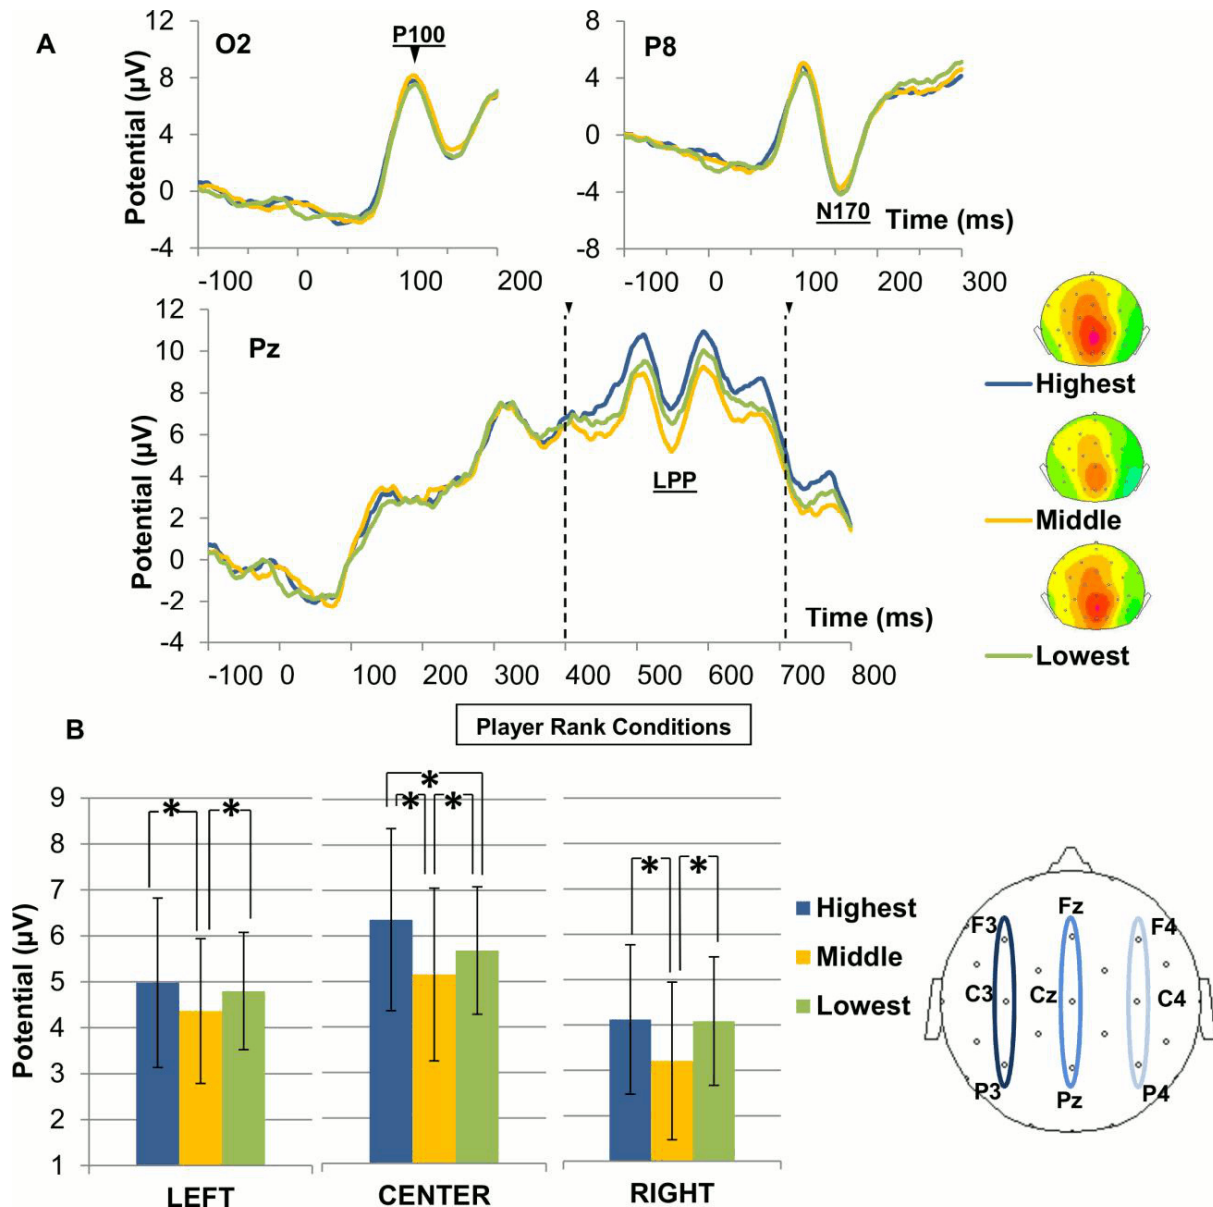 A
O2
P100
Potential (μV)
12
8
4
0
-4
-100 0 100 200
P8
N170
Time (ms)
Potential (μV)
8
4
0
-4
-8
-100 0 100 200 300
Pz
LPP
Potential (μV)
12
10
8
6
4
2
0
-2
-4
Time (ms)
-100 0 100 200 300 400 500 600 700 800
Highest
Middle
Lowest
Player Rank Conditions
B
Potential (μV)
9
8
7
6
5
4
3
2
1
* *
* * *
* *
LEFT CENTER RIGHT
Highest
Middle
Lowest
F3 Fz F4
C3 Cz C4
P3 Pz P4